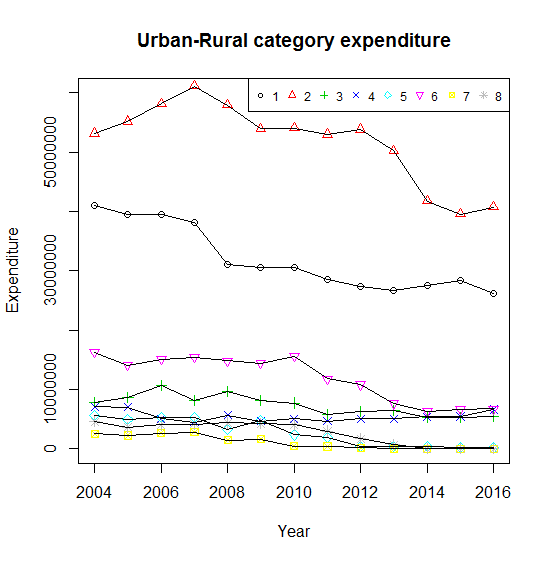 Urban-Rural category expenditure
1 2 3 4 5 6 7 8
50000000
30000000
10000000
0
Expenditure
2004 2006 2008 2010 2012 2014 2016
Year